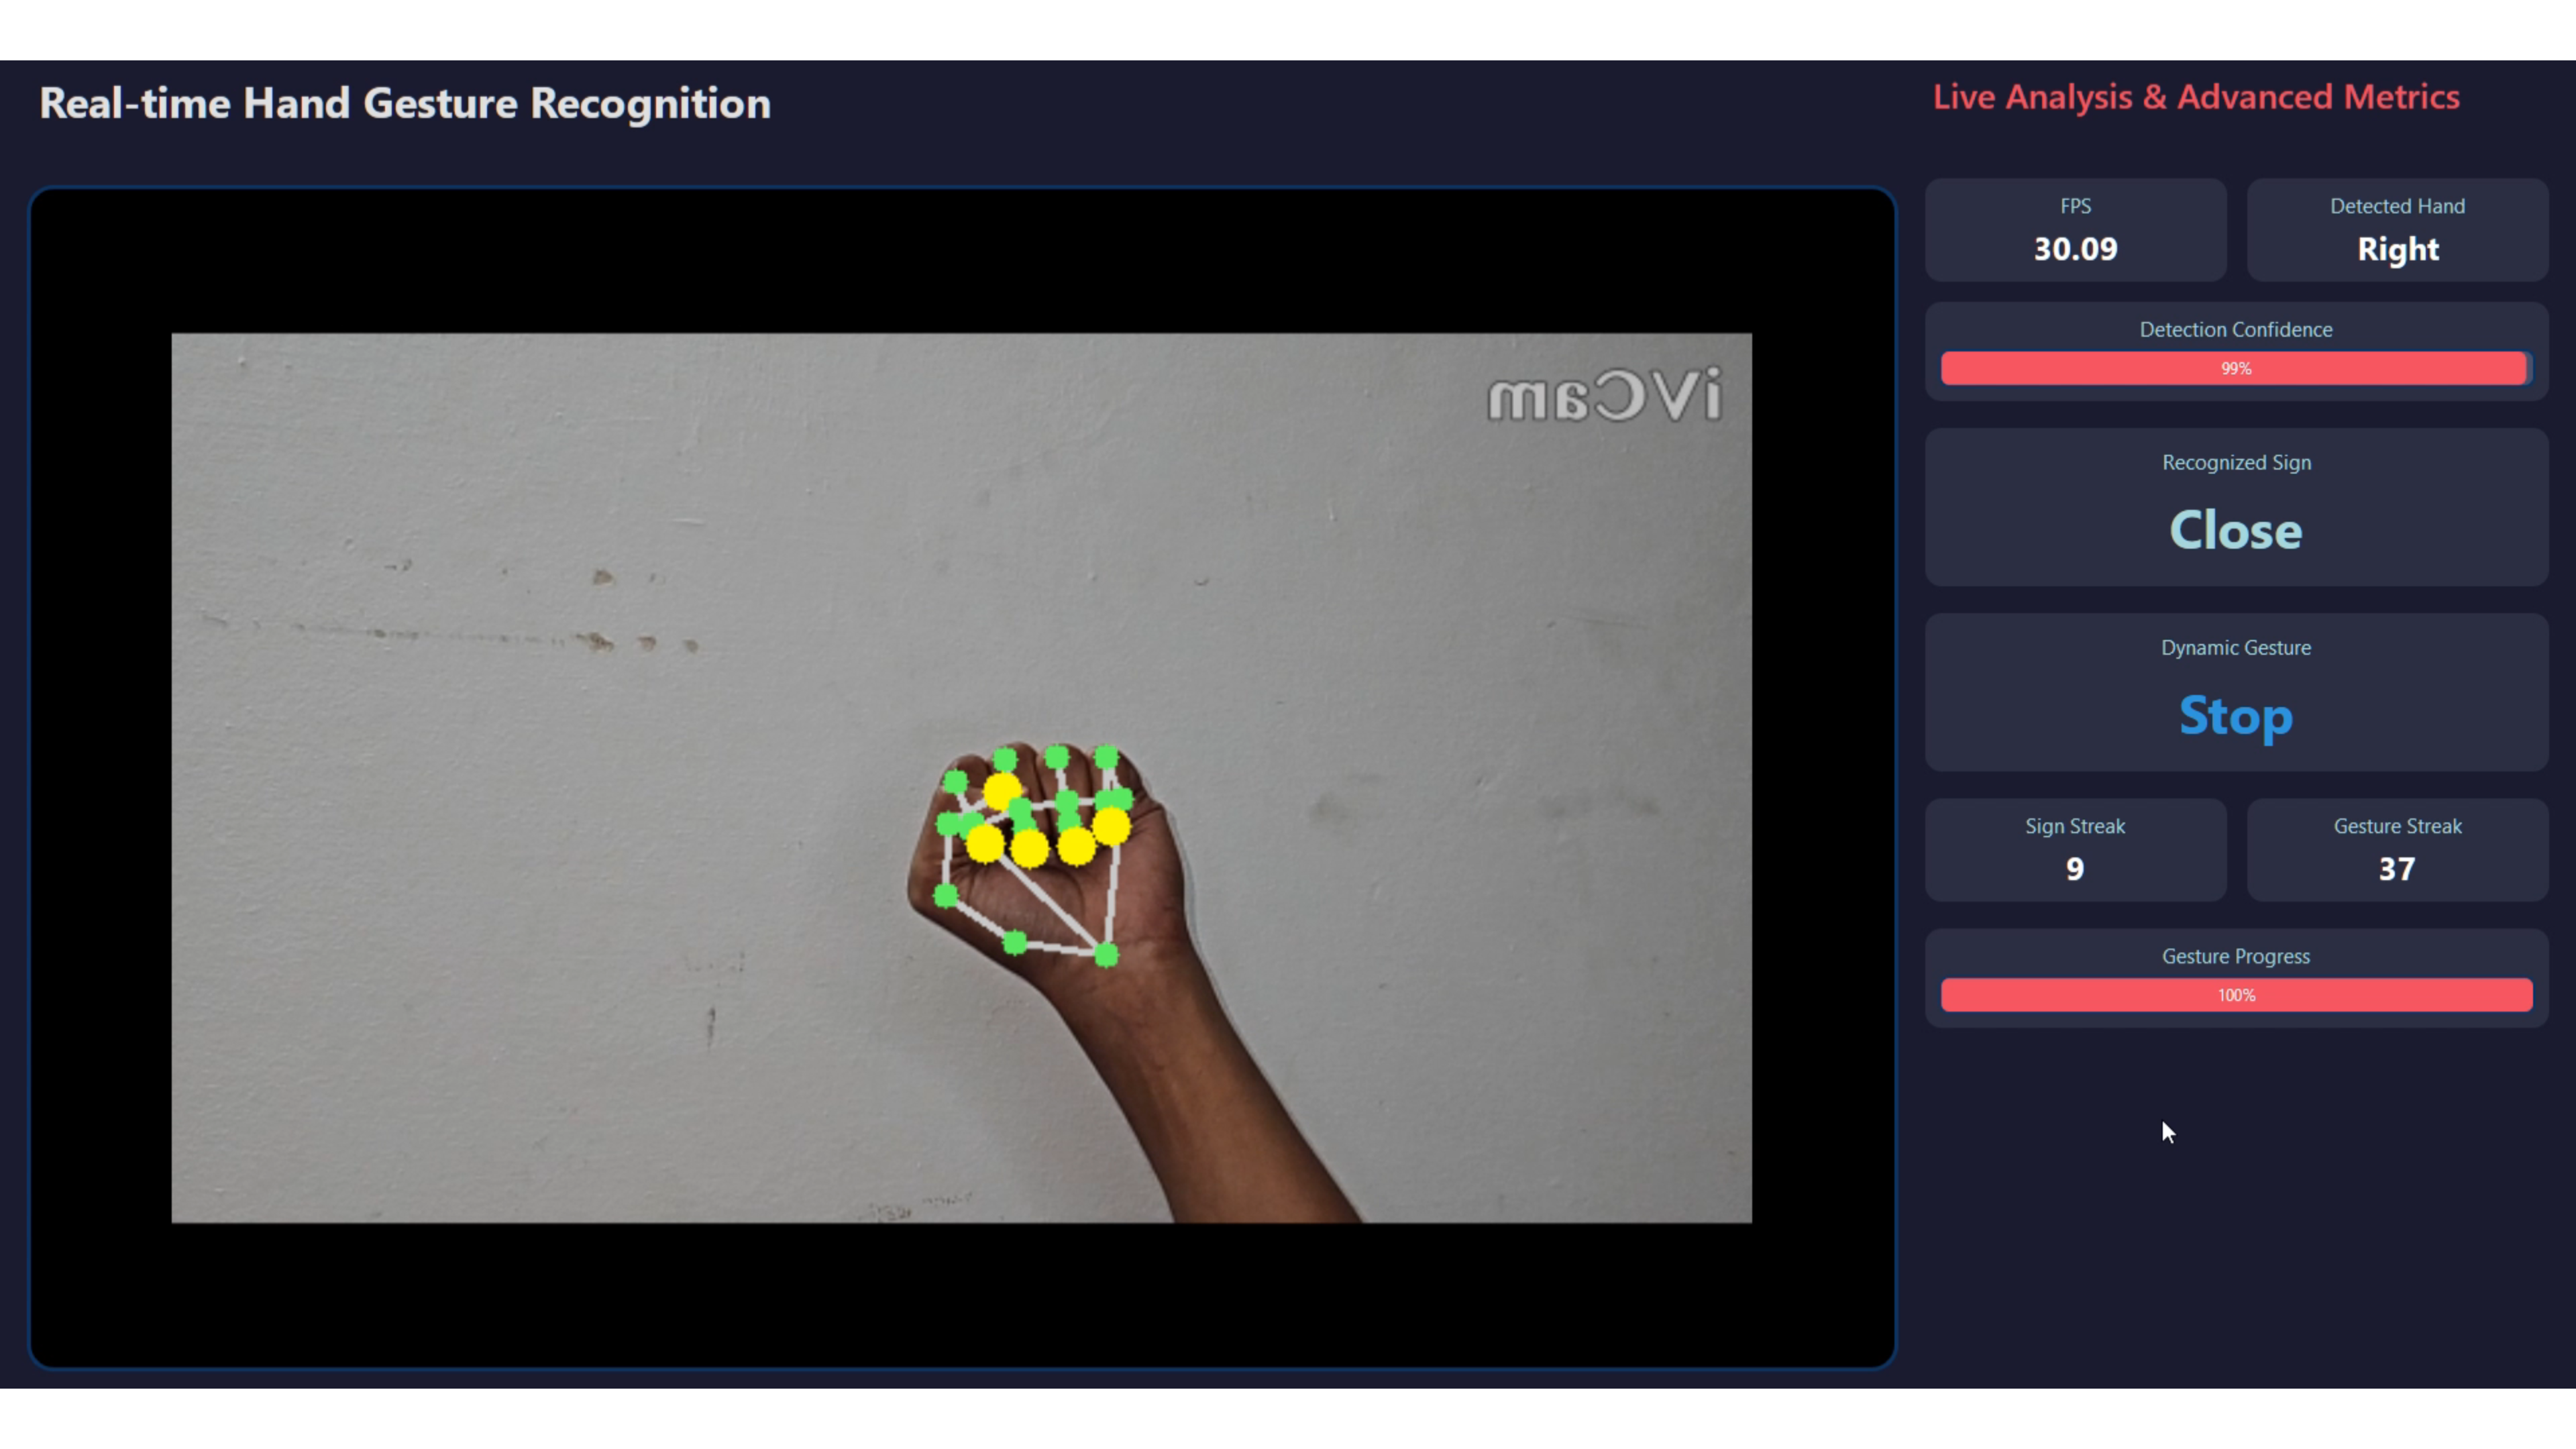 Real-time Hand Gesture Recognition
Live Analysis & Advanced Metrics
iVCam
FPS
30.09
Detected Hand
Right
Detection Confidence
99%
Recognized Sign
Close
Dynamic Gesture
Stop
Sign Streak
9
Gesture Streak
37
Gesture Progress
100%